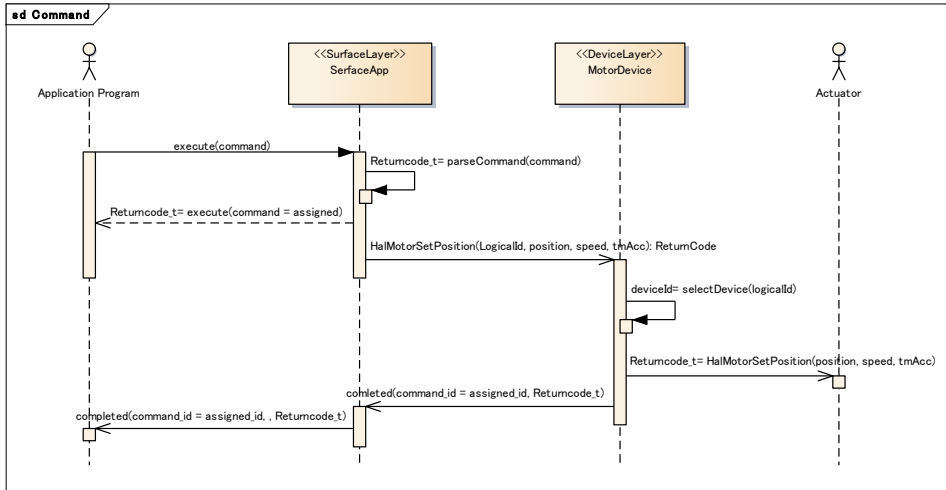 sd Command
Application Program
<<SurfaceLayer>>
SerfaceApp
<<DeviceLayer>>
MotorDevice
Actuator
execute(command)
Returncode_t= parseCommand(command)
Returncode_t= execute(command = assigned)
HalMotorSetPosition(LogicalId, position, speed, tmAcc): ReturnCode
deviceId= selectDevice(logicalId)
Returncode_t= HalMotorSetPosition(position, speed, tmAcc)
comleted(command_id = assigned_id, Returncode_t)
completed(command_id = assigned_id, , Returncode_t)